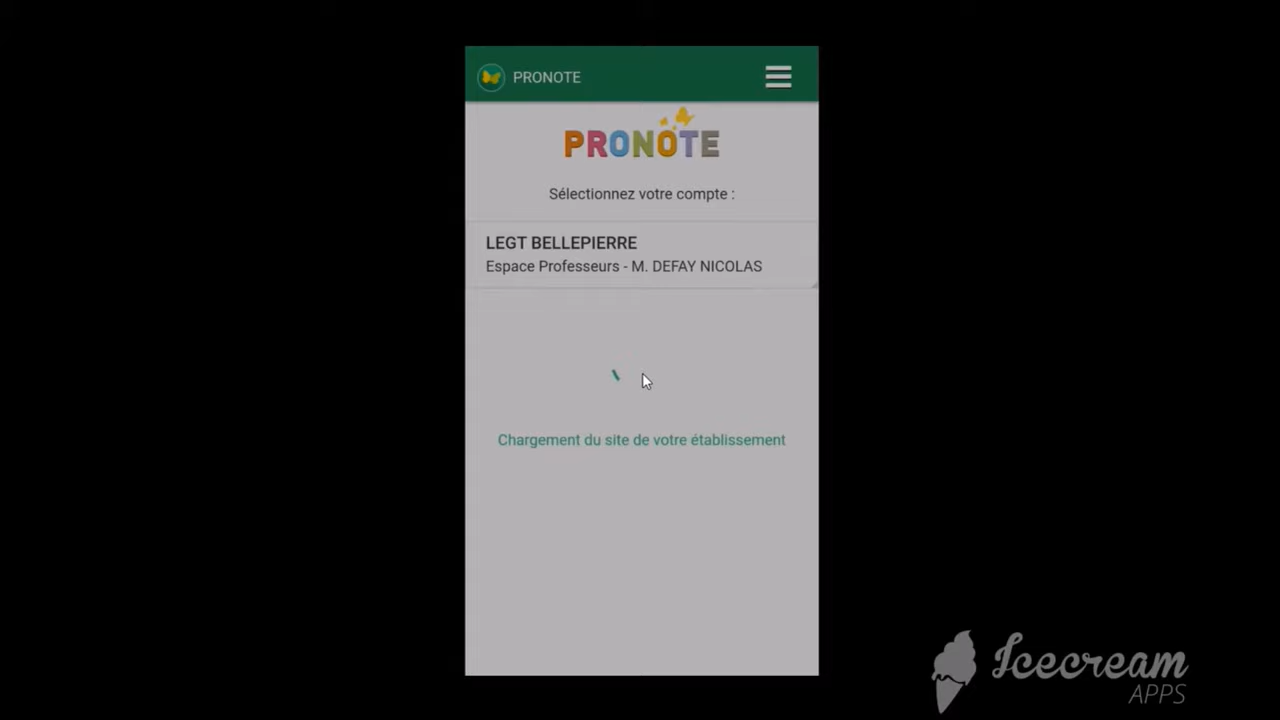 PRONOTE
PRONOTE
Sélectionnez votre compte :
LEGT BELLEPIERRE
Espace Professeurs - M. DEFAY NICOLAS
Chargement du site de votre établissement
Icecream
APPS